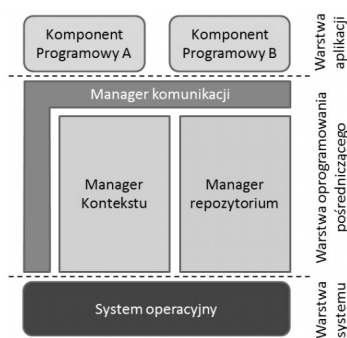 Komponent
Programowy A
Komponent
Programowy B
Warstwa
aplikacji
Manager komunikacji
Manager
Kontekstu
Manager
repozytorium
Warstwa oprogramowania
pośredniczącego
System operacyjny
Warstwa
systemu